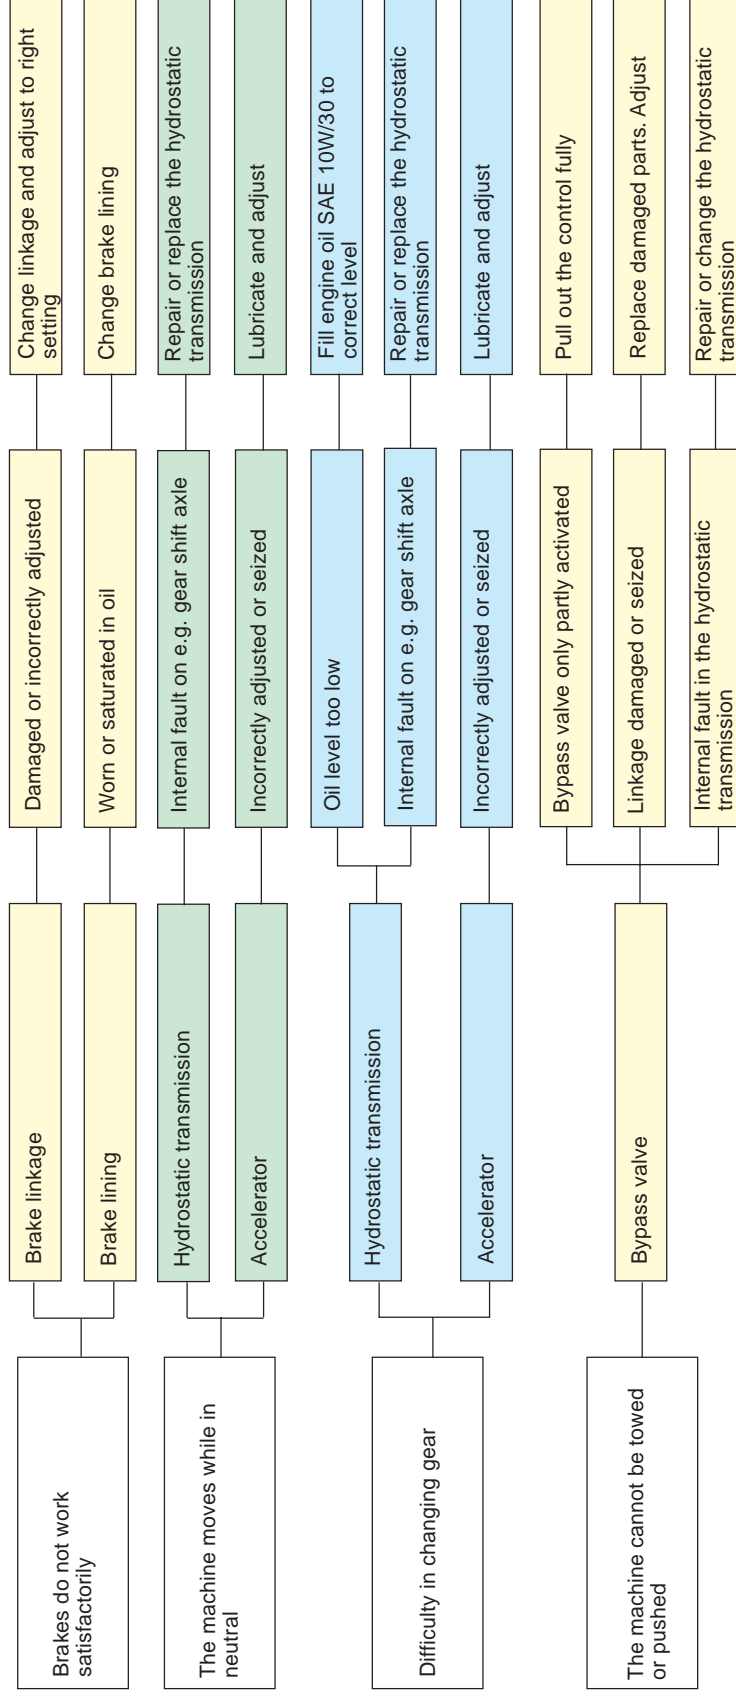 Brakes do not work
satisfactorily
Brake linkage
Damaged or incorrectly adjusted
Change linkage and adjust to right
setting
Brake lining
Worn or saturated in oil
Change brake lining
The machine moves while in
neutral
Hydrostatic transmission
Internal fault on e.g. gear shift axle
Repair or replace the hydrostatic
transmission
Accelerator
Incorrectly adjusted or seized
Lubricate and adjust
Difficulty in changing gear
Hydrostatic transmission
Oil level too low
Fill engine oil SAE 10W/30 to
correct level
Internal fault on e.g. gear shift axle
Repair or replace the hydrostatic
transmission
Accelerator
Incorrectly adjusted or seized
Lubricate and adjust
The machine cannot be towed
or pushed
Bypass valve
Bypass valve only partly activated
Pull out the control fully
Linkage damaged or seized
Replace damaged parts. Adjust
Internal fault in the hydrostatic
transmission
Repair or change the hydrostatic
transmission